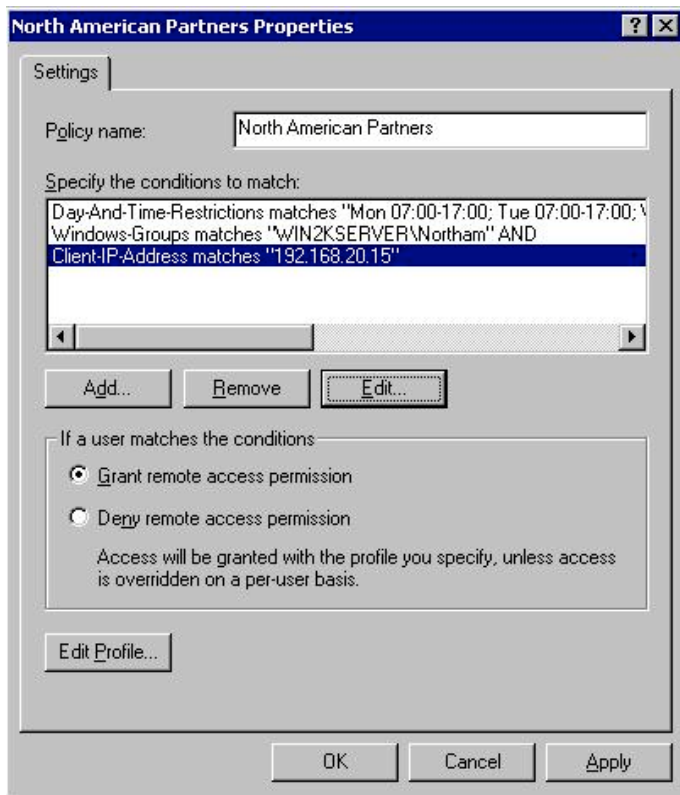 North American Partners Properties
Settings
Policy name:
North American Partners
Specify the conditions to match:
Day-And-Time-Restrictions matches "Mon 07:00-17:00; Tue 07:00-17:00;
Windows-Groups matches "WIN2KSERVER\Northam" AND
Client-IP-Address matches "192.168.20.15"
Add...
Remove
Edit...
If a user matches the conditions
Grant remote access permission
Deny remote access permission
Access will be granted with the profile you specify, unless access
is overridden on a per-user basis.
Edit Profile...
OK
Cancel
Apply